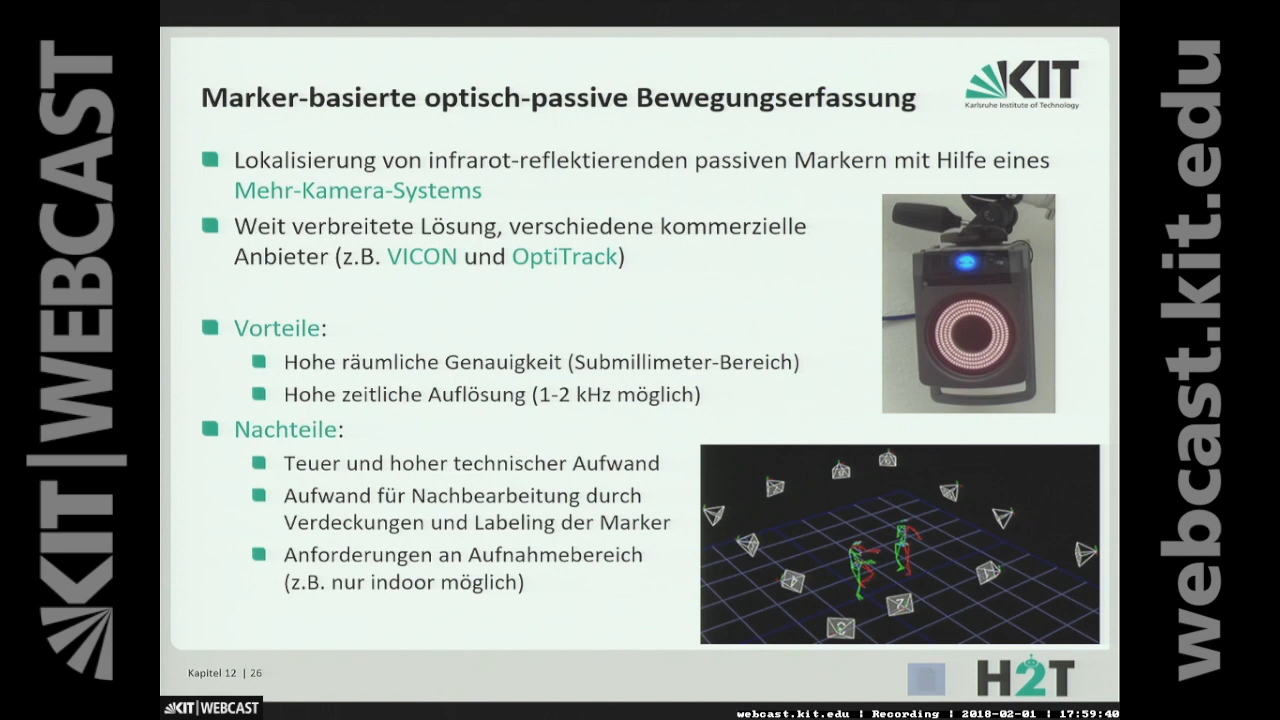 KIT | WEBCAST
webcast.kit.edu
KIT
Karlsruhe Institute of Technology
Marker-basierte optisch-passive Bewegungserfassung
Lokalisierung von infrarot-reflektierenden passiven Markern mit Hilfe eines
Mehr-Kamera-Systems
Weit verbreitete Lösung, verschiedene kommerzielle
Anbieter (z.B. VICON und OptiTrack)
Vorteile:
Hohe räumliche Genauigkeit (Submillimeter-Bereich)
Hohe zeitliche Auflösung (1-2 kHz möglich)
Nachteile:
Teuer und hoher technischer Aufwand
Aufwand für Nachbearbeitung durch
Verdeckungen und Labeling der Marker
Anforderungen an Aufnahmebereich
(z.B. nur indoor möglich)
Kapitel 12 | 26
H2T
KIT | WEBCAST
webcast.kit.edu | Recording | 2018-02-01 | 17:59:40